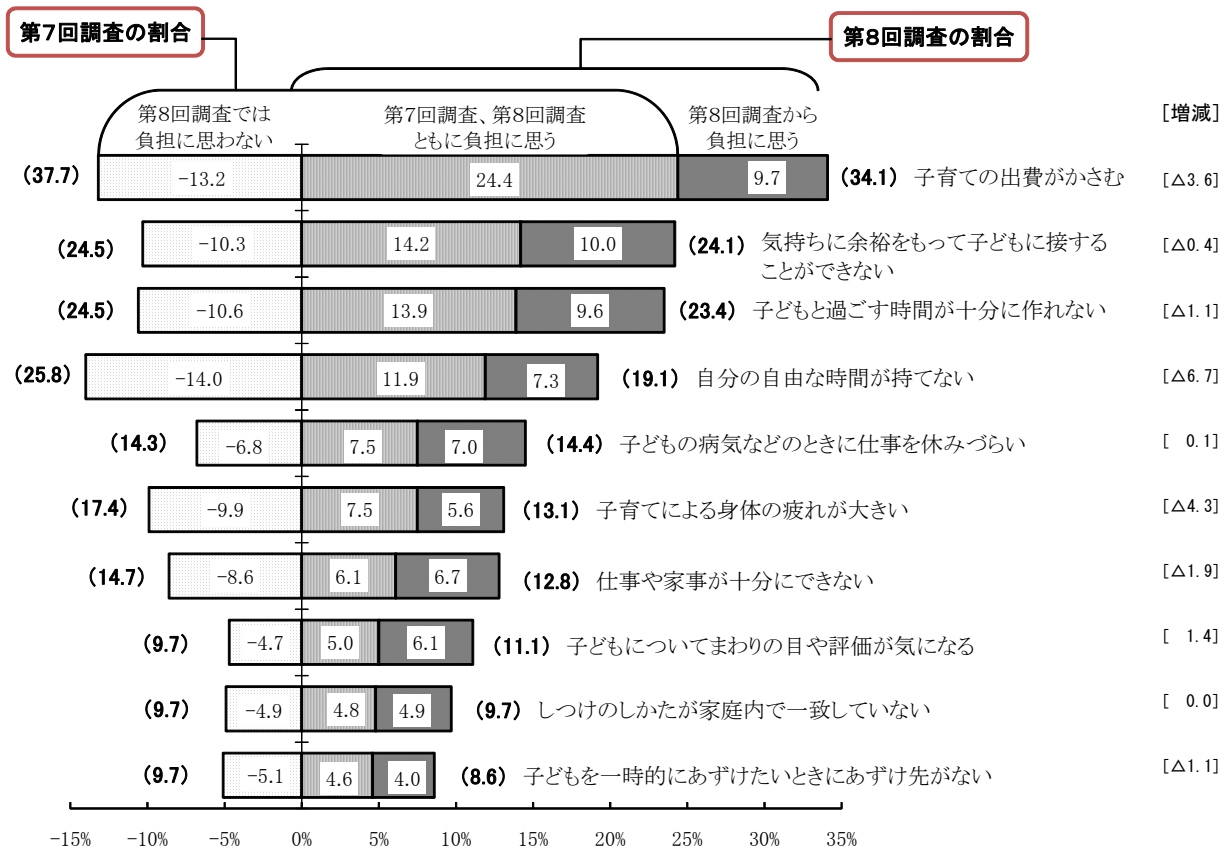 第7回調査の割合
第8回調査の割合
第8回調査では
負担に思わない
第7回調査、第8回調査
ともに負担に思う
第8回調査から
負担に思う
[増減]
(37.7) -13.2 24.4 9.7 (34.1) 子育ての出費がかさむ [△3.6]
(24.5) -10.3 14.2 10.0 (24.1) 気持ちに余裕をもって子どもに接する
ことができない [△0.4]
(24.5) -10.6 13.9 9.6 (23.4) 子どもと過ごす時間が十分に作れない [△1.1]
(25.8) -14.0 11.9 7.3 (19.1) 自分の自由な時間が持てない [△6.7]
(14.3) -6.8 7.5 7.0 (14.4) 子どもの病気などのときに仕事を休みづらい [ 0.1]
(17.4) -9.9 7.5 5.6 (13.1) 子育てによる身体の疲れが大きい [△4.3]
(14.7) -8.6 6.1 6.7 (12.8) 仕事や家事が十分にできない [△1.9]
(9.7) -4.7 5.0 6.1 (11.1) 子どもについてまわりの目や評価が気になる [ 1.4]
(9.7) -4.9 4.8 4.9 (9.7) しつけのしかたが家庭内で一致していない [ 0.0]
(9.7) -5.1 4.6 4.0 (8.6) 子どもを一時的にあずけたいときにあずけ先がない [△1.1]
-15% -10% -5% 0% 5% 10% 15% 20% 25% 30% 35%